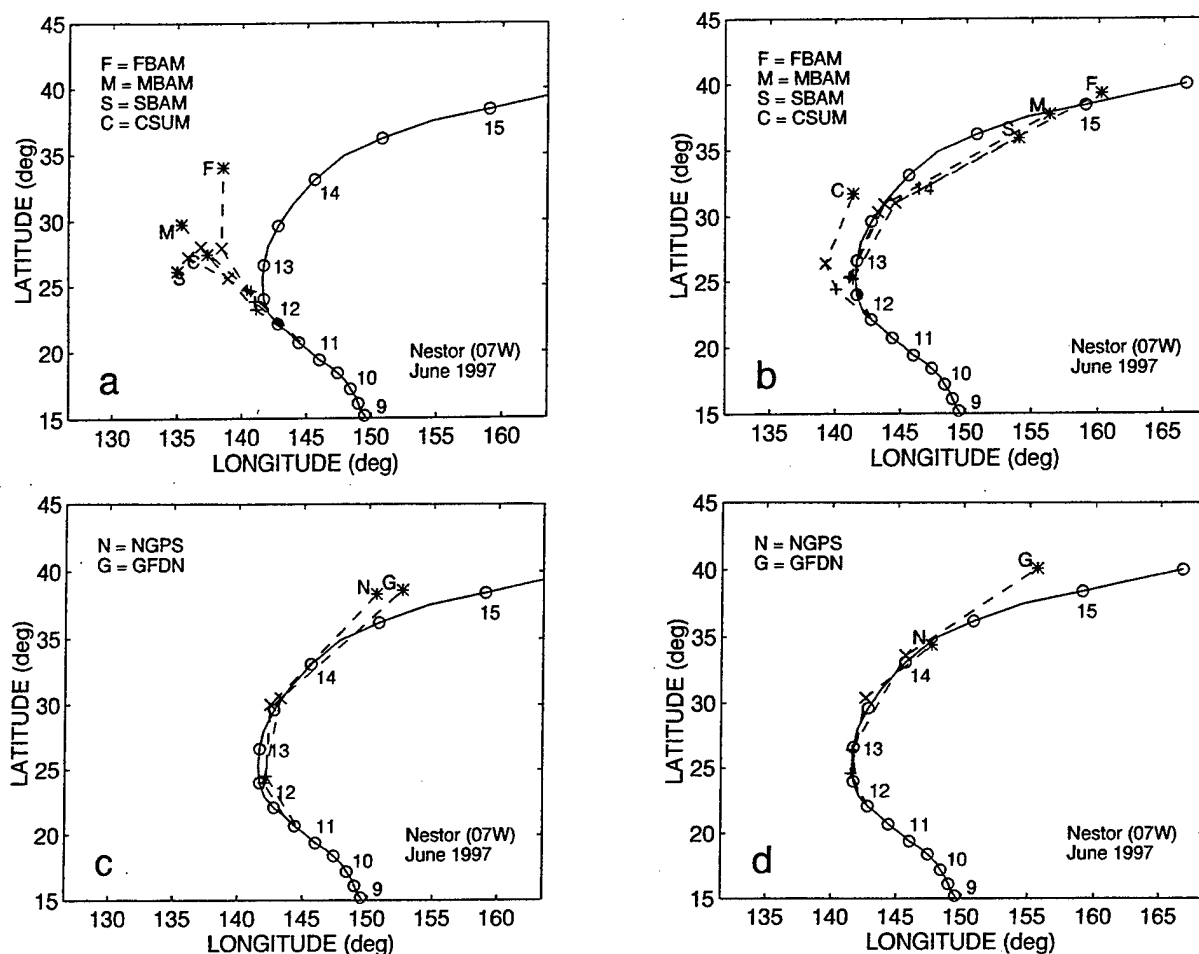 45
40
35
30
25
20
15
LATITUDE (deg)
F = FBAM
M = MBAM
S = SBAM
C = CSUM
F
M
C
S
15
14
13
12
11
10
9
Nestor (07W)
June 1997
a
130 135 140 145 150 155 160
LONGITUDE (deg)
45
40
35
30
25
20
15
LATITUDE (deg)
F = FBAM
M = MBAM
S = SBAM
C = CSUM
F
M
S
C
15
14
13
12
11
10
9
Nestor (07W)
June 1997
b
135 140 145 150 155 160 165
LONGITUDE (deg)
45
40
35
30
25
20
15
LATITUDE (deg)
N = NGPS
G = GFDN
N
G
15
14
13
12
11
10
9
Nestor (07W)
June 1997
c
130 135 140 145 150 155 160
LONGITUDE (deg)
45
40
35
30
25
20
15
LATITUDE (deg)
N = NGPS
G = GFDN
G
N
15
14
13
12
11
10
9
Nestor (07W)
June 1997
d
135 140 145 150 155 160 165
LONGITUDE (deg)